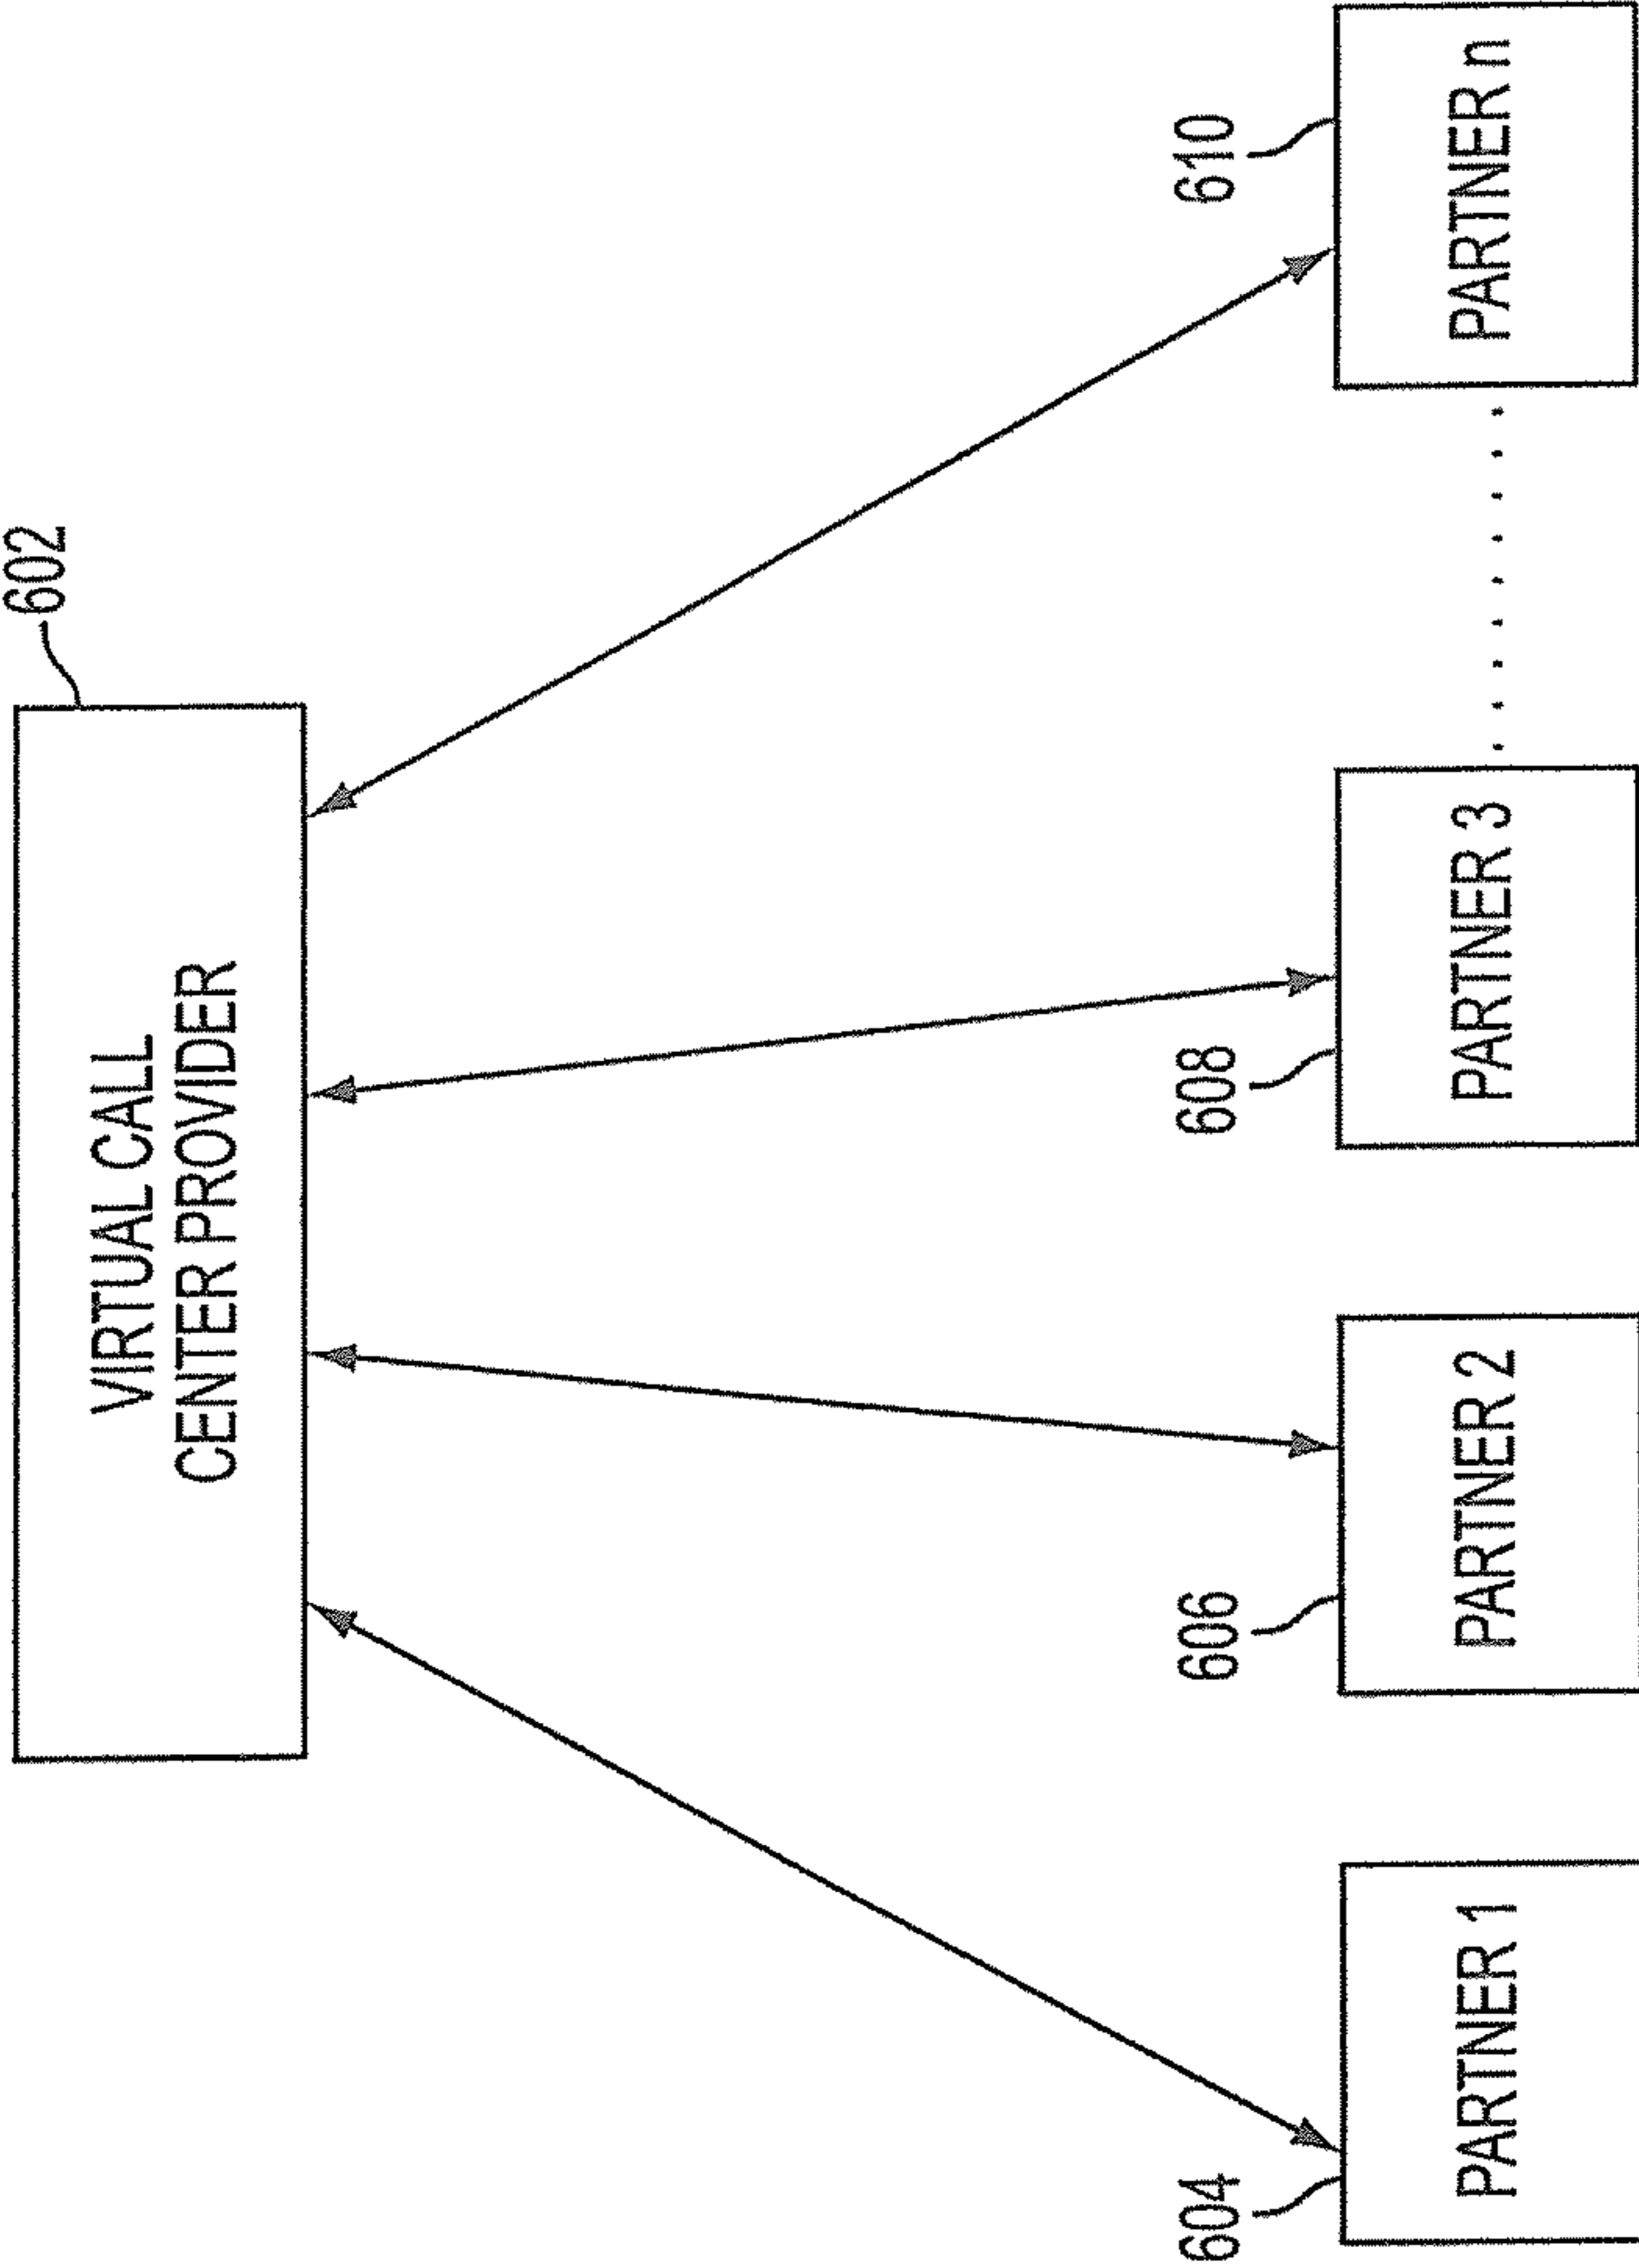 602
VIRTUAL CALL
CENTER PROVIDER
604
606
608
610
PARTNER 1
PARTNER 2
PARTNER 3
PARTNER n